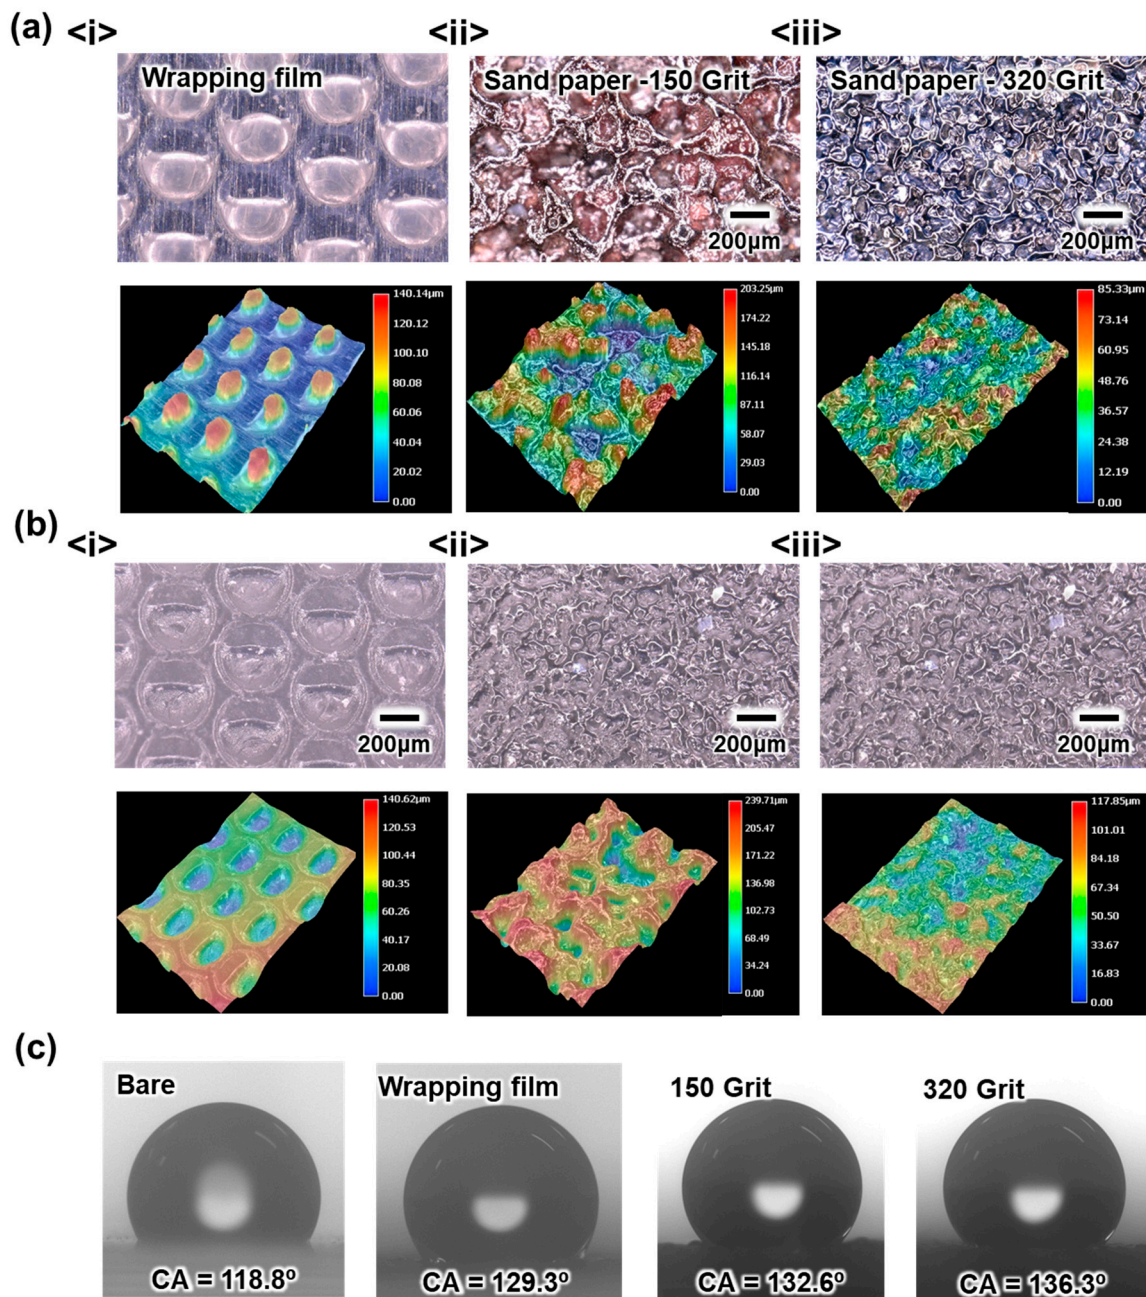 (a)
<i>
<ii>
<iii>
Wrapping film
Sand paper -150 Grit
Sand paper - 320 Grit
200µm
200µm
140.14µm
120.12
100.10
80.08
60.06
40.04
20.02
0.00
203.25µm
174.22
145.18
116.14
87.11
58.07
29.03
0.00
85.33µm
73.14
60.95
48.76
36.57
24.38
12.19
0.00
(b)
<i>
<ii>
<iii>
200µm
200µm
200µm
140.62µm
120.53
100.44
80.35
60.26
40.17
20.08
0.00
239.71µm
205.47
171.22
136.98
102.73
68.49
34.24
0.00
117.85µm
101.01
84.18
67.34
50.50
33.67
16.83
0.00
(c)
Bare
Wrapping film
150 Grit
320 Grit
CA = 118.8º
CA = 129.3º
CA = 132.6º
CA = 136.3º